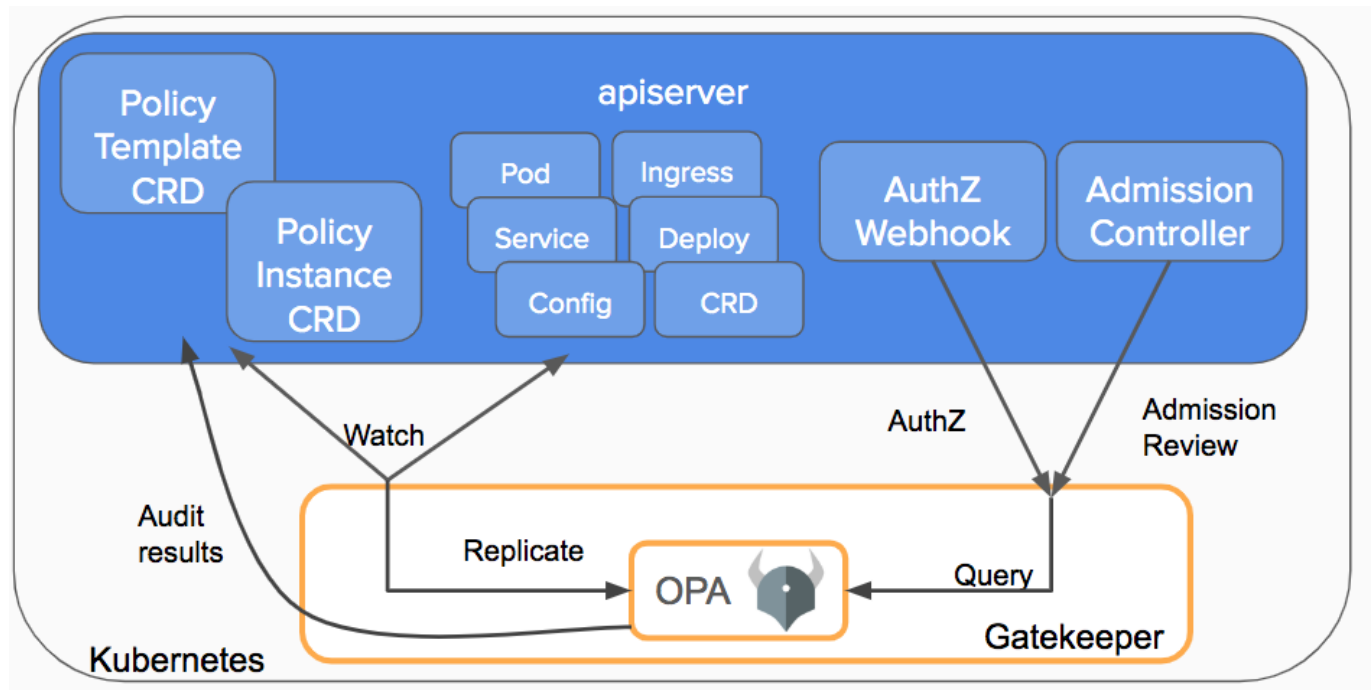 apiserver
Policy
Template
CRD
Policy
Instance
CRD
Pod
Ingress
Service
Deploy
Config
CRD
AuthZ
Webhook
Admission
Controller
Watch
AuthZ
Admission
Review
Audit
results
Replicate
OPA
Query
Gatekeeper
Kubernetes